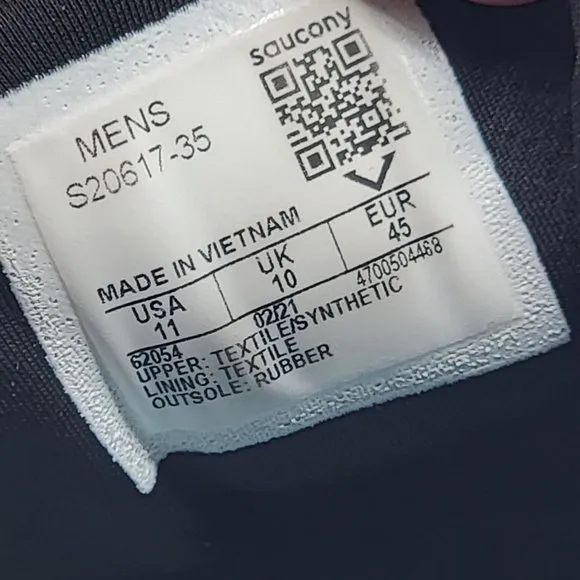 saucony
MENS
S20617-35
MADE IN VIETNAM
USA UK EUR
11 10 45
62054 02/21 4700504468
UPPER: TEXTILE/SYNTHETIC
LINING: TEXTILE
OUTSOLE: RUBBER